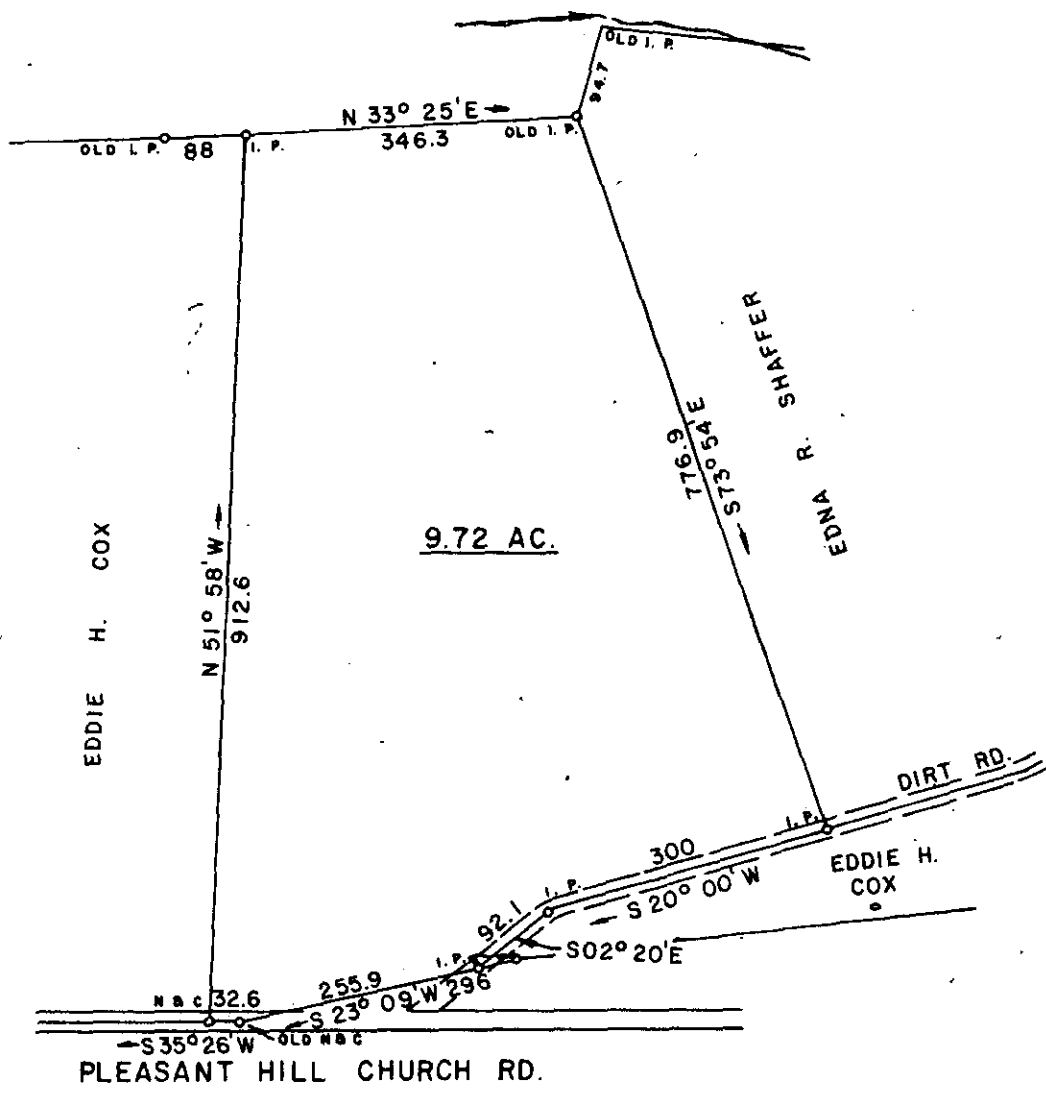 OLD I. P.
94.7
N 33° 25' E
346.3
OLD I. P.
OLD I. P.
88
I. P.
EDNA R. SHAFFER
776.9
S73° 54' E
9.72 AC.
EDDIE H. COX
N 51° 58' W
912.6
DIRT RD.
I. P.
300
S 20° 00' W
EDDIE H.
COX
I. P.
92.1
S02° 20' E
I. P.
255.9
296
S 23° 09' W
N & C
32.6
OLD N & C
S 35° 26' W
PLEASANT HILL CHURCH RD.